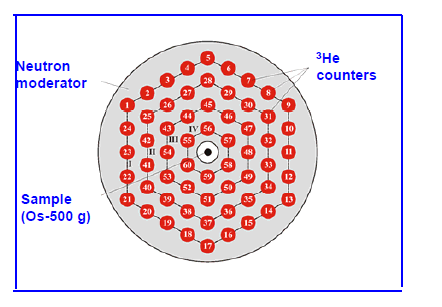 Neutron
moderator
³He
counters
5
4 6
3 28 7
2 27 29 8
1 26 45 30 9
25 44 46 31
24 43 IV 56 47 10
42 III 55 57 32
23 II 54 48 11
I 41 60 58 33
22 53 59 49 12
40 52 50 34
21 39 51 35 13
20 38 36 14
19 37 15
18 16
17
Sample
(Os-500 g)